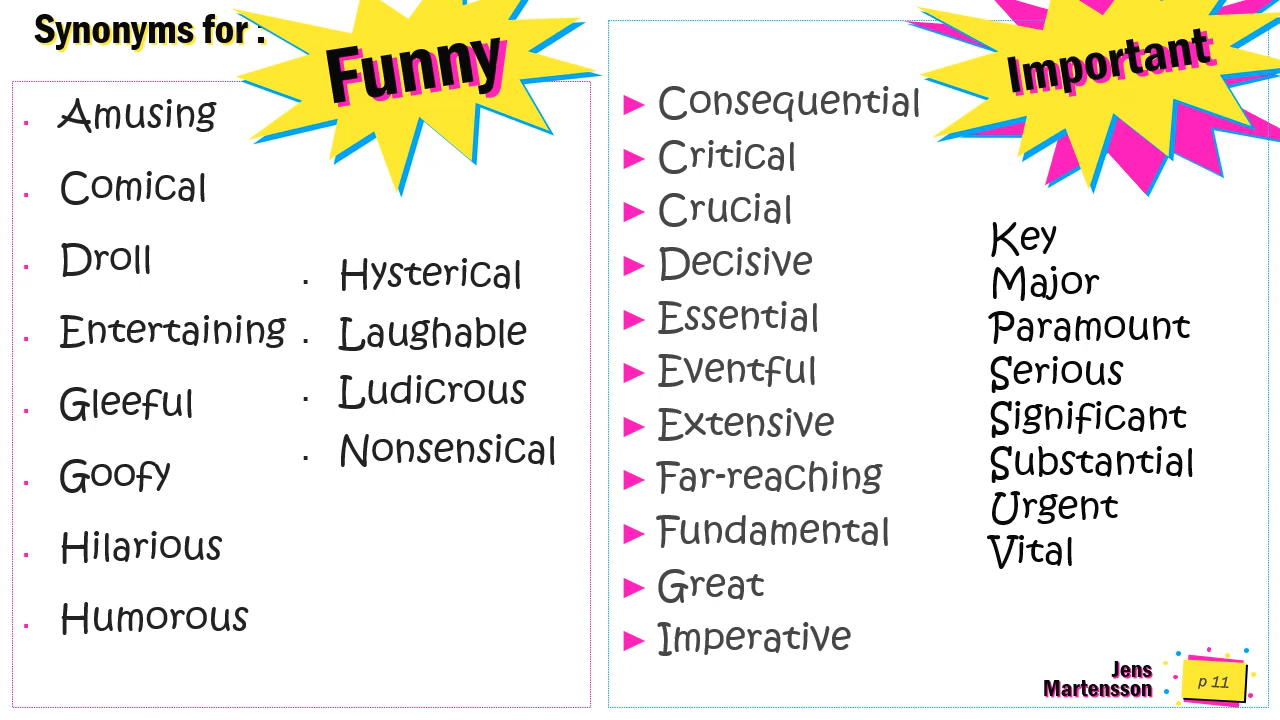 Synonyms for :
Funny
Amusing
Comical
Droll
Entertaining
Gleeful
Goofy
Hilarious
Humorous
Hysterical
Laughable
Ludicrous
Nonsensical
Important
Consequential
Critical
Crucial
Decisive
Essential
Eventful
Extensive
Far-reaching
Fundamental
Great
Imperative
Key
Major
Paramount
Serious
Significant
Substantial
Urgent
Vital
Jens
Martensson
p 11